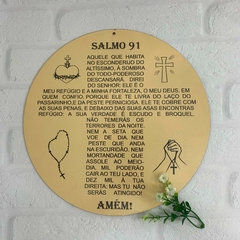 SALMO 91
AQUELE QUE HABITA
NO ESCONDERIJO DO
ALTÍSSIMO, À SOMBRA
DO TODO-PODEROSO
DESCANSARÁ. DIREI
DO SENHOR: ELE É O
MEU REFÚGIO E A MINHA FORTALEZA, O MEU DEUS, EM
QUEM CONFIO. PORQUE ELE TE LIVRA DO LAÇO DO
PASSARINHO, E DA PESTE PERNICIOSA. ELE TE COBRE COM
AS SUAS PENAS, E DEBAIXO DAS SUAS ASAS ENCONTRAS
REFÚGIO: A SUA VERDADE É ESCUDO E BROQUEL.
NÃO TEMERÁS OS
TERRORES DA NOITE,
NEM A SETA QUE
VOE DE DIA, NEM
PESTE QUE ANDA
NA ESCURIDÃO, NEM
MORTANDADE QUE
ASSOLE AO MEIO-
DIA. MIL PODERÃO
CAIR AO TEU LADO, E
DEZ MIL À TUA
DIREITA; MAS TU NÃO
SERÁS ATINGIDO!
AMÉM!